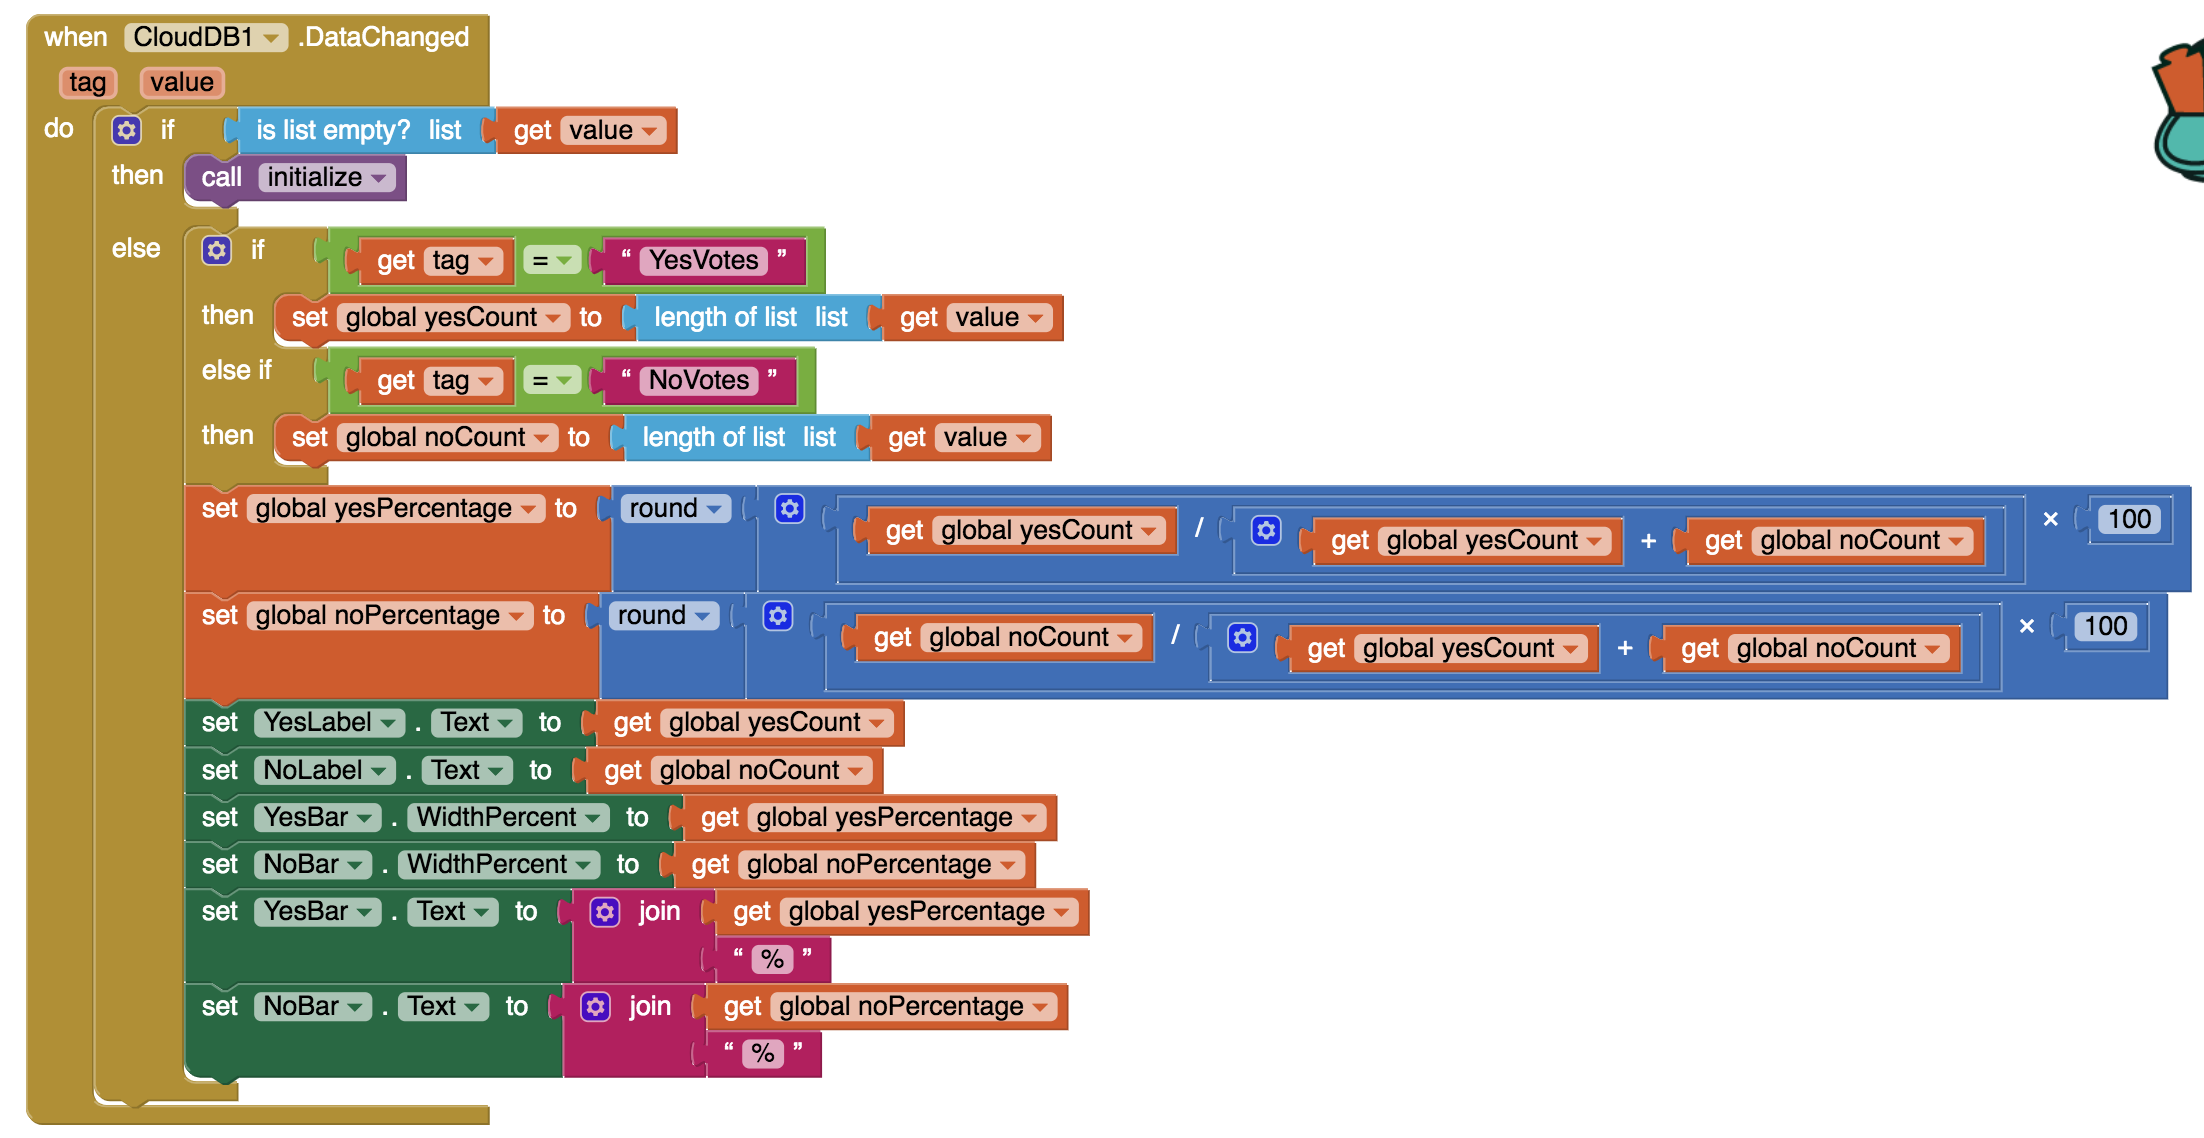 when CloudDB1 .DataChanged
tag value
do if is list empty? list get value
then call initialize
else if get tag = “ YesVotes ”
then set global yesCount to length of list list get value
else if get tag = “ NoVotes ”
then set global noCount to length of list list get value
set global yesPercentage to round get global yesCount / get global yesCount + get global noCount × 100
set global noPercentage to round get global noCount / get global yesCount + get global noCount × 100
set YesLabel . Text to get global yesCount
set NoLabel . Text to get global noCount
set YesBar . WidthPercent to get global yesPercentage
set NoBar . WidthPercent to get global noPercentage
set YesBar . Text to join get global yesPercentage
“ % ”
set NoBar . Text to join get global noPercentage
“ % ”